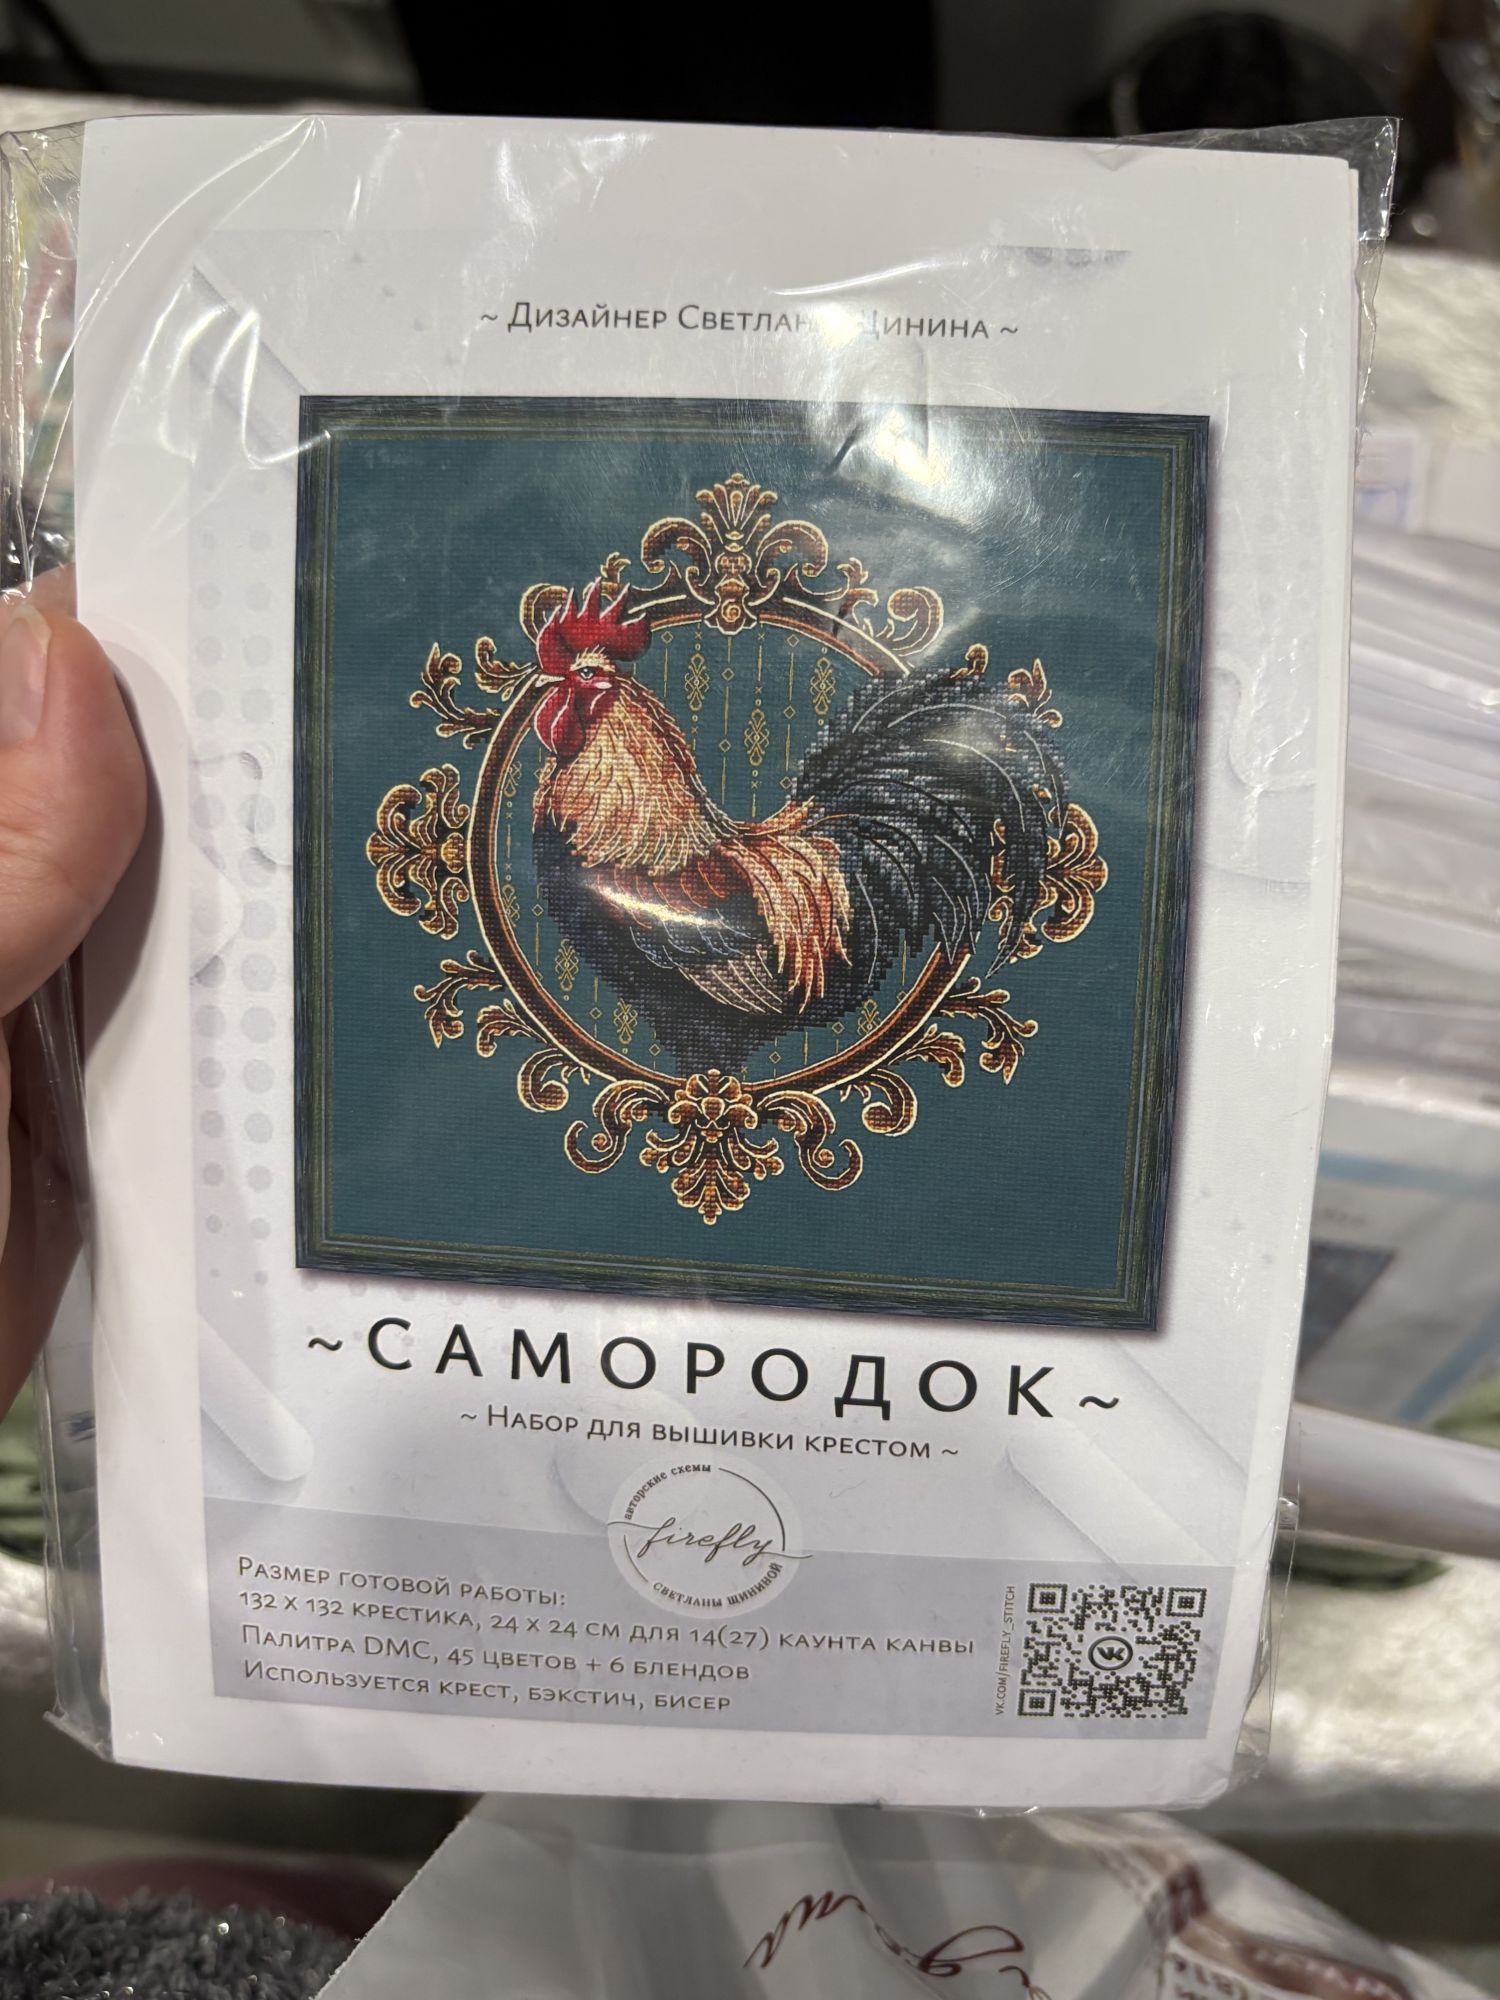 ~ Дизайнер Светлана Щинина ~
~САМОРОДОК~
~ Набор для вышивки крестом ~
авторские схемы
firefly
Светланы Щининой
Размер готовой работы:
132 х 132 крестика, 24 х 24 см для 14(27) каунта канвы
Палитра DMC, 45 цветов + 6 блендов
Используется крест, бэкстич, бисер
VK.COM/FIREFLY_STITCH